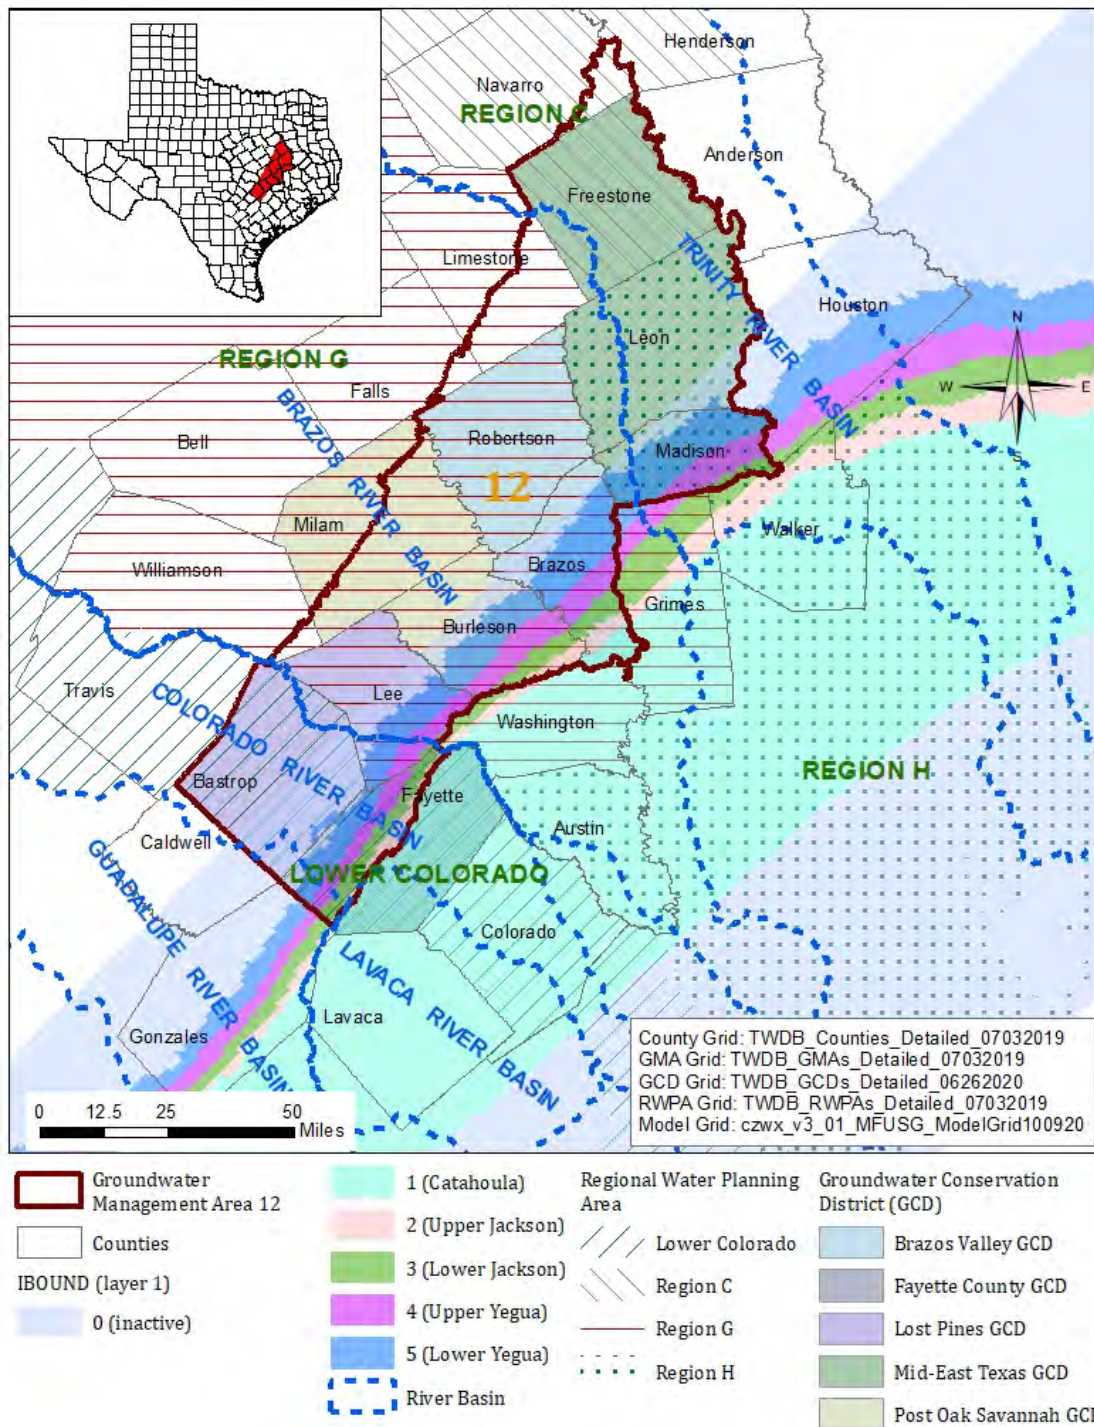 Henderson
Navarro
REGION C
Anderson
Freestone
TRINITY RIVER BASIN
Limestone
Houston
N
Leon
W
E
S
REGION G
Falls
BRAZOS RIVER BASIN
Bell
Robertson
Madison
12
Milam
Walker
Williamson
Brazos
Grimes
Burleson
Travis
Lee
COLORADO RIVER BASIN
Washington
REGION H
Bastrop
Fayette
Austin
Caldwell
GUADALUPE RIVER BASIN
LOWER COLORADO
Colorado
LAVACA RIVER BASIN
Lavaca
Gonzales
County Grid: TWDB_Counties_Detailed_07032019
GMA Grid: TWDB_GMAs_Detailed_07032019
GCD Grid: TWDB_GCDs_Detailed_06262020
RWPA Grid: TWDB_RWPAs_Detailed_07032019
Model Grid: czwx_v3_01_MFUSG_ModelGrid100920
0 12.5 25 50
Miles
Groundwater
Management Area 12
Counties
IBOUND (layer 1)
0 (inactive)
1 (Catahoula)
2 (Upper Jackson)
3 (Lower Jackson)
4 (Upper Yegua)
5 (Lower Yegua)
River Basin
Regional Water Planning
Area
Lower Colorado
Region C
Region G
Region H
Groundwater Conservation
District (GCD)
Brazos Valley GCD
Fayette County GCD
Lost Pines GCD
Mid-East Texas GCD
Post Oak Savannah GCD